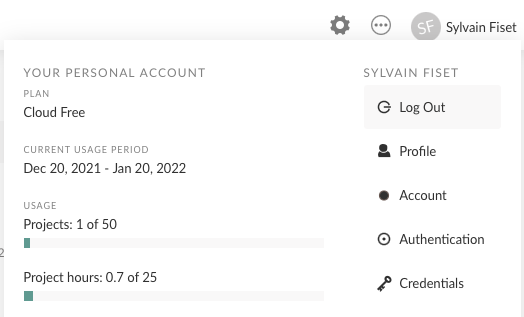 SF Sylvain Fiset
YOUR PERSONAL ACCOUNT
PLAN
Cloud Free
CURRENT USAGE PERIOD
Dec 20, 2021 - Jan 20, 2022
USAGE
Projects: 1 of 50
Project hours: 0.7 of 25
SYLVAIN FISET
Log Out
Profile
Account
Authentication
Credentials
2